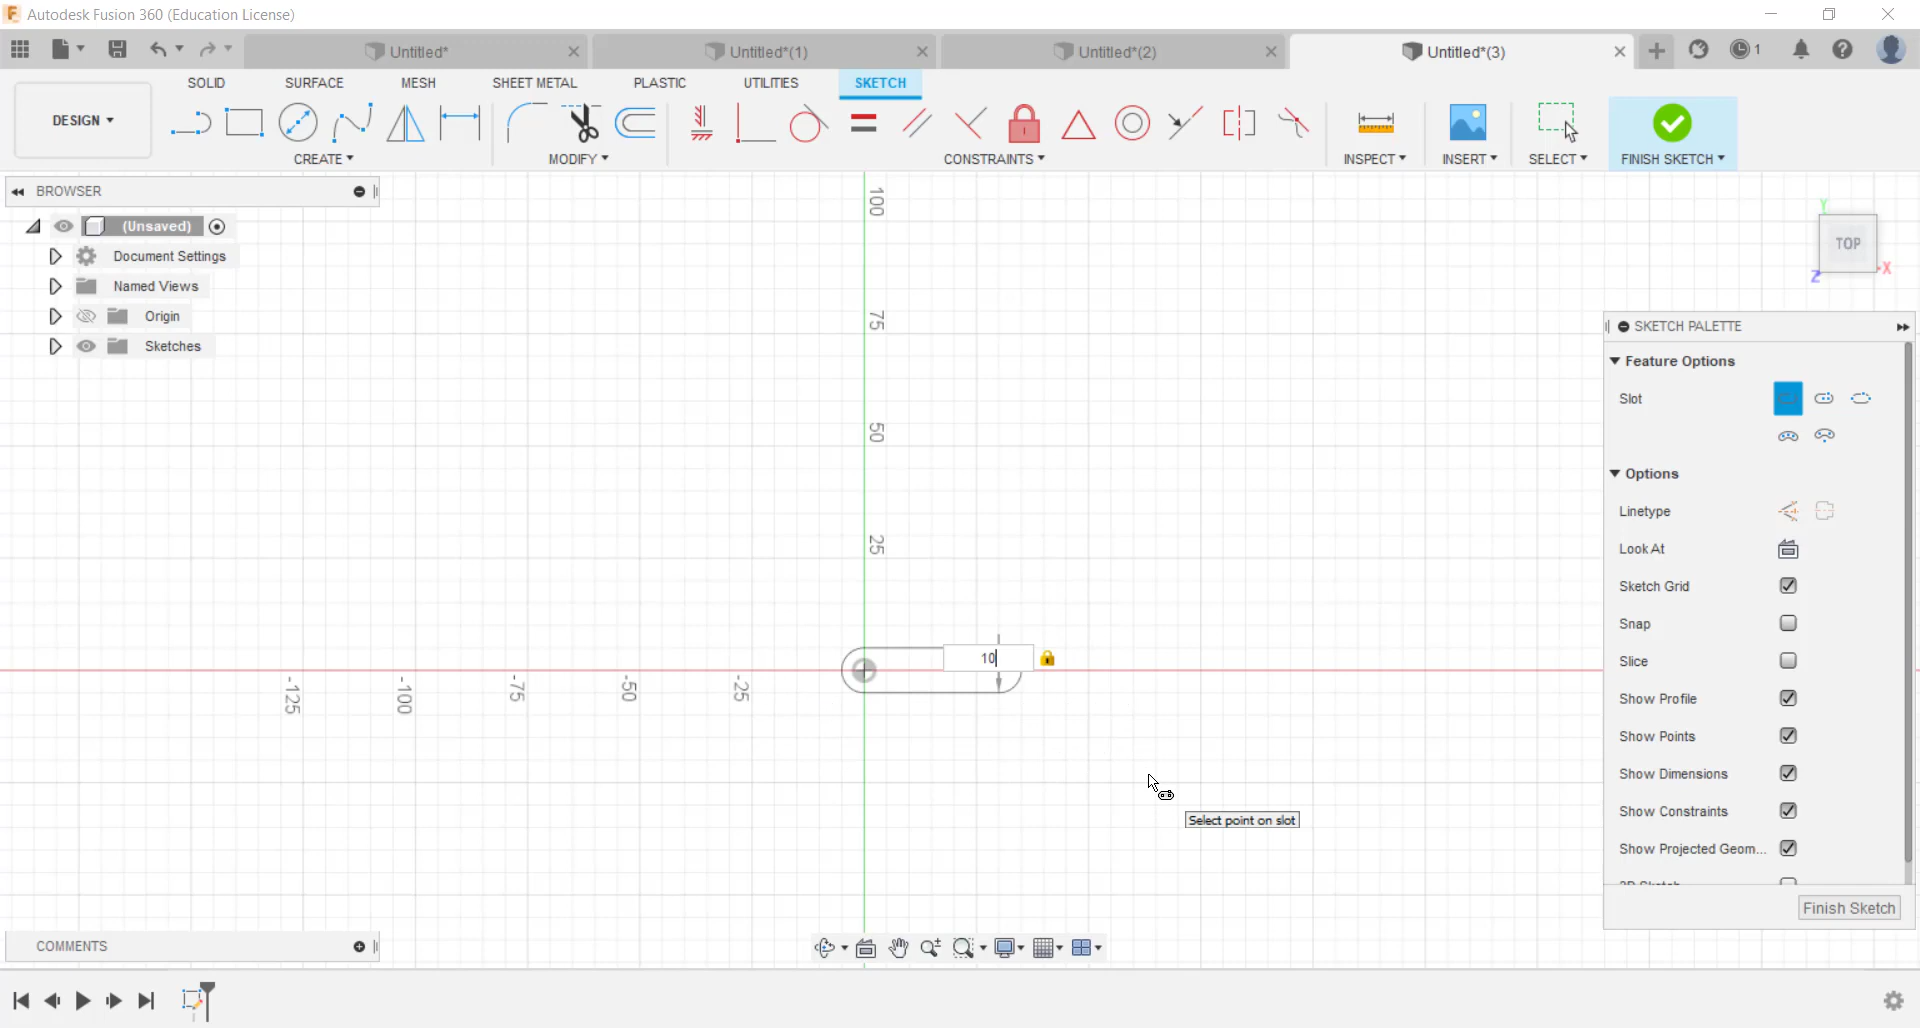 Autodesk Fusion 360 (Education License)
Untitled*
Untitled*(1)
Untitled*(2)
Untitled*(3)
1
SOLID
SURFACE
MESH
SHEET METAL
PLASTIC
UTILITIES
SKETCH
DESIGN
CREATE
MODIFY
CONSTRAINTS
INSPECT
INSERT
SELECT
FINISH SKETCH
BROWSER
(Unsaved)
Document Settings
Named Views
Origin
Sketches
100
75
50
25
-125
-100
-75
-50
-25
10
Select point on slot
Y
TOP
Z
X
SKETCH PALETTE
Feature Options
Slot
Options
Linetype
Look At
Sketch Grid
Snap
Slice
Show Profile
Show Points
Show Dimensions
Show Constraints
Show Projected Geom...
Finish Sketch
COMMENTS